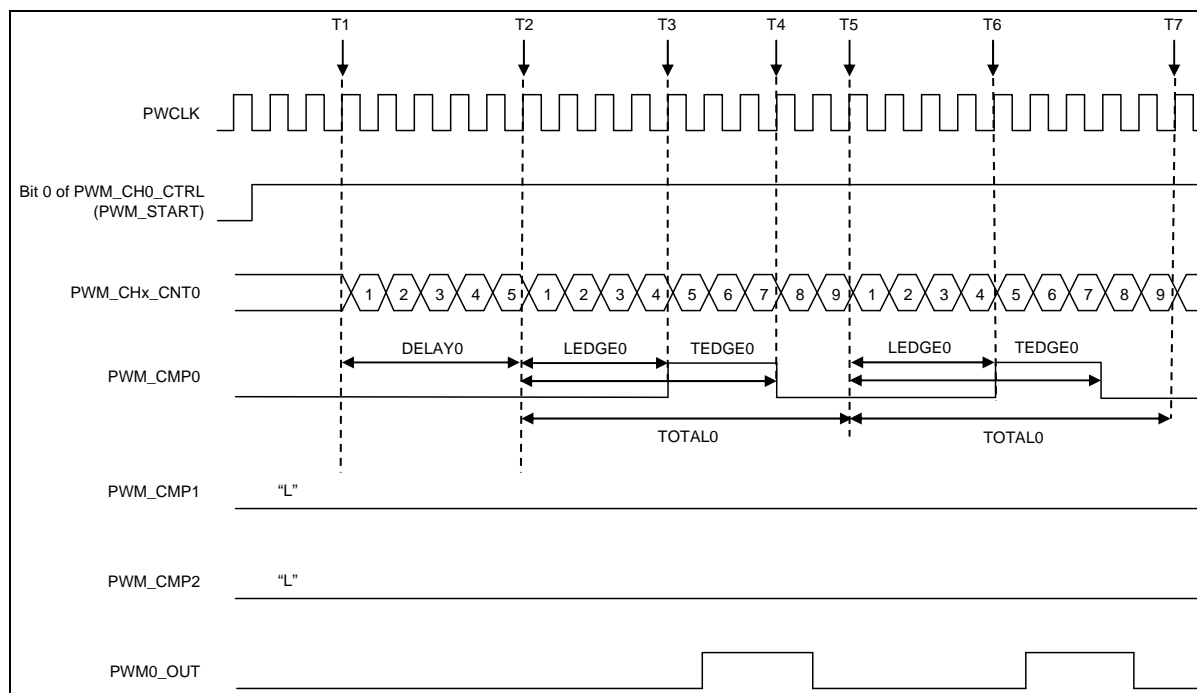 T1 T2 T3 T4 T5 T6 T7
PWCLK
Bit 0 of PWM_CH0_CTRL
(PWM_START)
PWM_CHx_CNT0 1 2 3 4 5 1 2 3 4 5 6 7 8 9 1 2 3 4 5 6 7 8 9
DELAY0 LEDGE0 TEDGE0 LEDGE0 TEDGE0
PWM_CMP0
TOTAL0 TOTAL0
PWM_CMP1 “L”
PWM_CMP2 “L”
PWM0_OUT